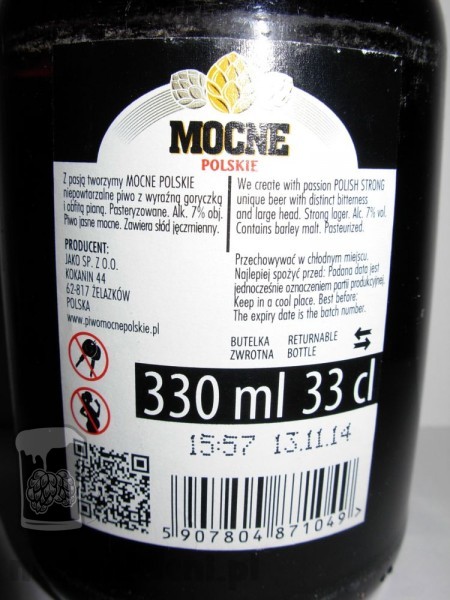 MOCNE
POLSKIE
Z pasją tworzymy MOCNE POLSKIE
niepowtorzalne piwo z wyraźną goryczką
i obfitą pianą. Pasteryzowane. Alk. 7% obj.
Piwo jasne mocne. Zawiera słód jęczmienny.
PRODUCENT:
JAKO SP. Z O.O.
KOKANIN 44
62-817 ŻELAZKÓW
POLSKA
www.piwomocnepolskie.pl
We create with passion POLISH STRONG
unique beer with distinct bitterness
and large head. Strong lager. Alc. 7% vol.
Contains barley malt. Pasteurized.
Przechowywać w chłodnym miejscu.
Najlepiej spożyć przed: Podana data jest
jednocześnie oznaczeniem partii produkcyjnej.
Keep in a cool place. Best before:
The expiry date is the batch number.
BUTELKA RETURNABLE
ZWROTNA BOTTLE
330 ml 33 cl
15:57 13.11.14
5 907804 871049 >